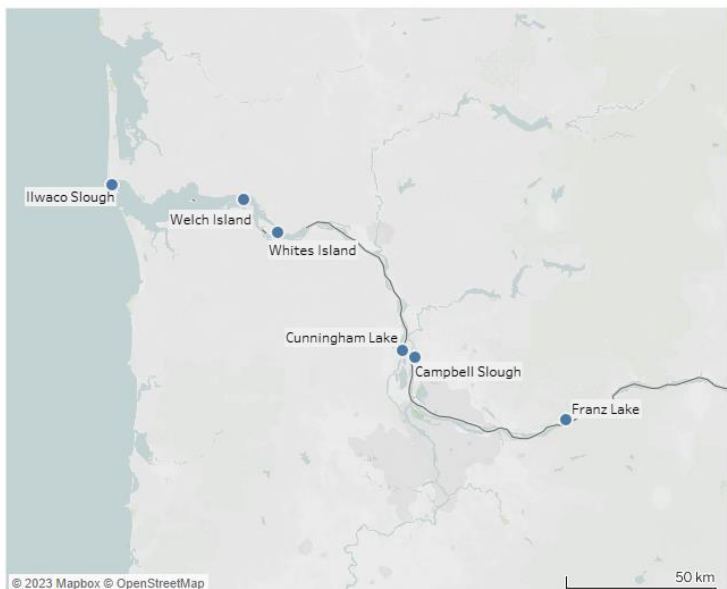 Ilwaco Slough
Welch Island
Whites Island
Cunningham Lake
Campbell Slough
Franz Lake
© 2023 Mapbox © OpenStreetMap
50 km